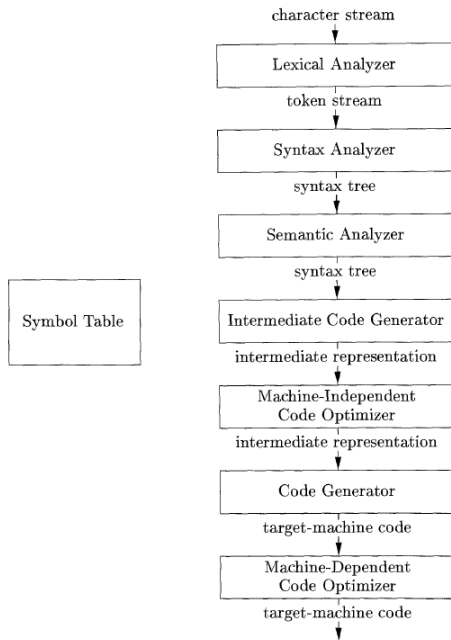 character stream
Lexical Analyzer
token stream
Syntax Analyzer
syntax tree
Semantic Analyzer
syntax tree
Symbol Table
Intermediate Code Generator
intermediate representation
Machine-Independent
Code Optimizer
intermediate representation
Code Generator
target-machine code
Machine-Dependent
Code Optimizer
target-machine code